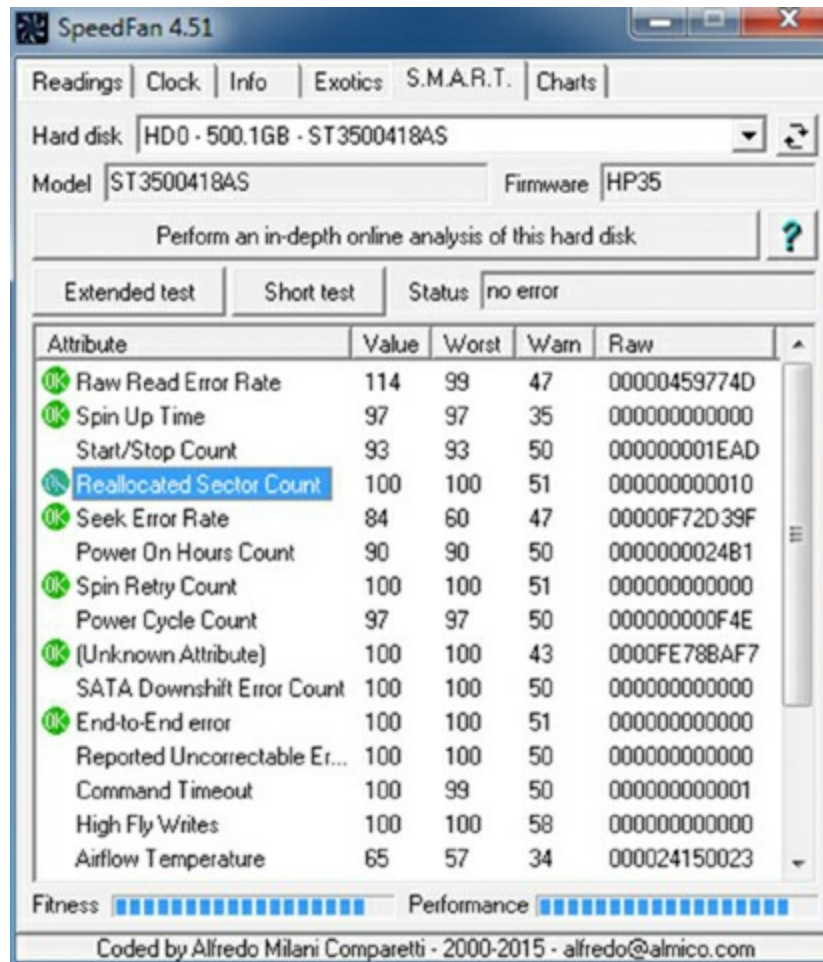 SpeedFan 4.51
Readings Clock Info Exotics S.M.A.R.T. Charts
Hard disk HD0 - 500.1GB - ST3500418AS
Model ST3500418AS Firmware HP35
Perform an in-depth online analysis of this hard disk ?
Extended test Short test Status no error
Attribute Value Worst Warn Raw
OK Raw Read Error Rate 114 99 47 00000459774D
OK Spin Up Time 97 97 35 000000000000
Start/Stop Count 93 93 50 000000001EAD
Reallocated Sector Count 100 100 51 000000000010
OK Seek Error Rate 84 60 47 00000F72D39F
Power On Hours Count 90 90 50 0000000024B1
OK Spin Retry Count 100 100 51 000000000000
Power Cycle Count 97 97 50 000000000F4E
OK (Unknown Attribute) 100 100 43 0000FE78BAF7
SATA Downshift Error Count 100 100 50 000000000000
OK End-to-End error 100 100 51 000000000000
Reported Uncorrectable Er... 100 100 50 000000000000
Command Timeout 100 99 50 000000000001
High Fly Writes 100 100 58 000000000000
Airflow Temperature 65 57 34 000024150023
Fitness Performance
Coded by Alfredo Milani Comparetti - 2000-2015 - alfredo@almico.com